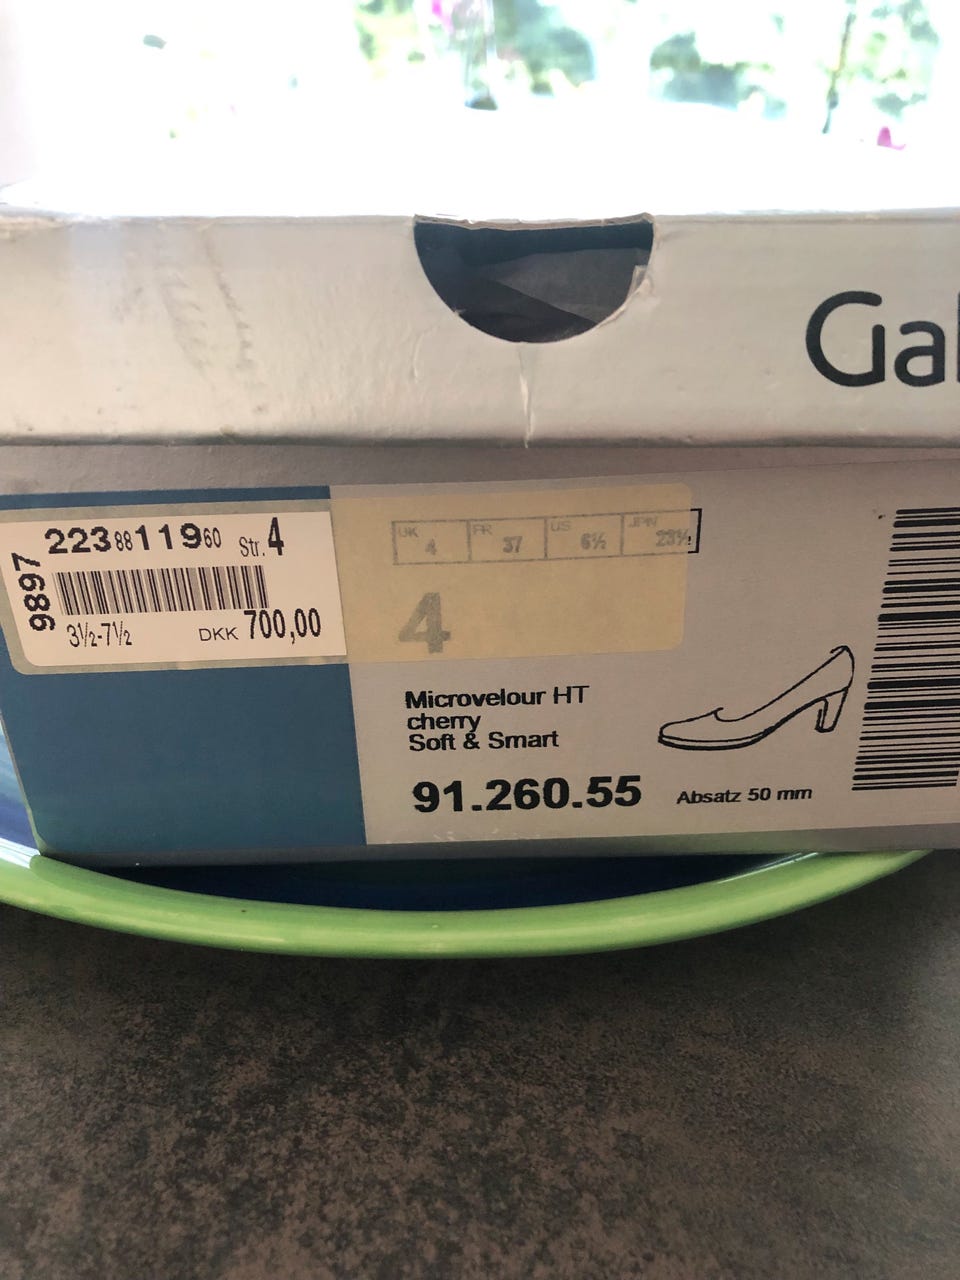 Gal
223 88 119 60 Str. 4
9897
3½-7½ DKK 700,00
UK 4 FR 37 US 6½ JPN 23½
4
Microvelour HT
cherry
Soft & Smart
91.260.55 Absatz 50 mm